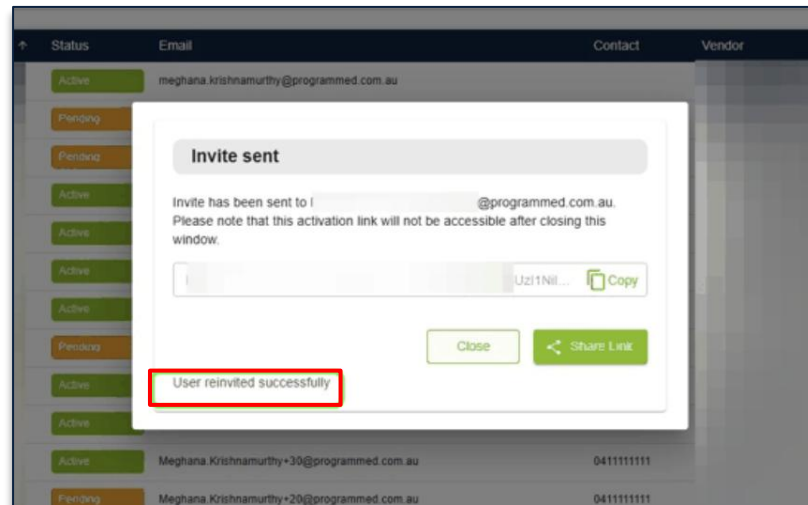 ↑ Status Email Contact Vendor
Active meghana.krishnamurthy@programmed.com.au
Pending
Pending
Active
Active
Active
Active
Pending
Active
Active
Active Meghana.Krishnamurthy+30@programmed.com.au 0411111111
Pending Meghana.Krishnamurthy+20@programmed.com.au 0411111111
Invite sent
Invite has been sent to @programmed.com.au.
Please note that this activation link will not be accessible after closing this
window.
Copy
Close Share Link
User reinvited successfully